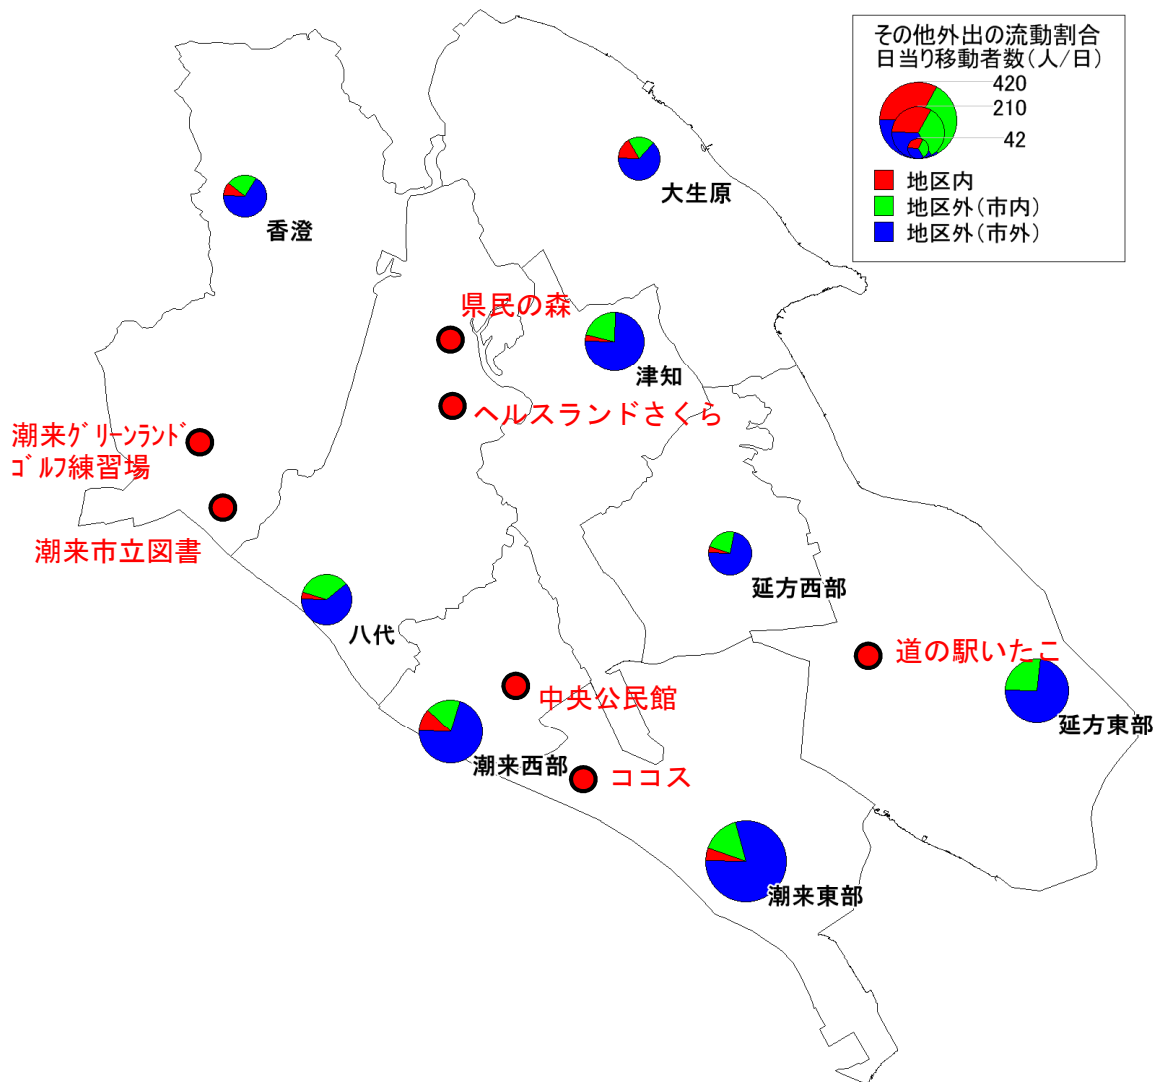 その他外出の流動割合
日当り移動者数(人/日)
420
210
42
地区内
地区外(市内)
地区外(市外)
大生原
香澄
県民の森
津知
ヘルスランドさくら
潮来グリーンランド
ゴルフ練習場
潮来市立図書
延方西部
八代
道の駅いたこ
中央公民館
延方東部
潮来西部
ココス
潮来東部